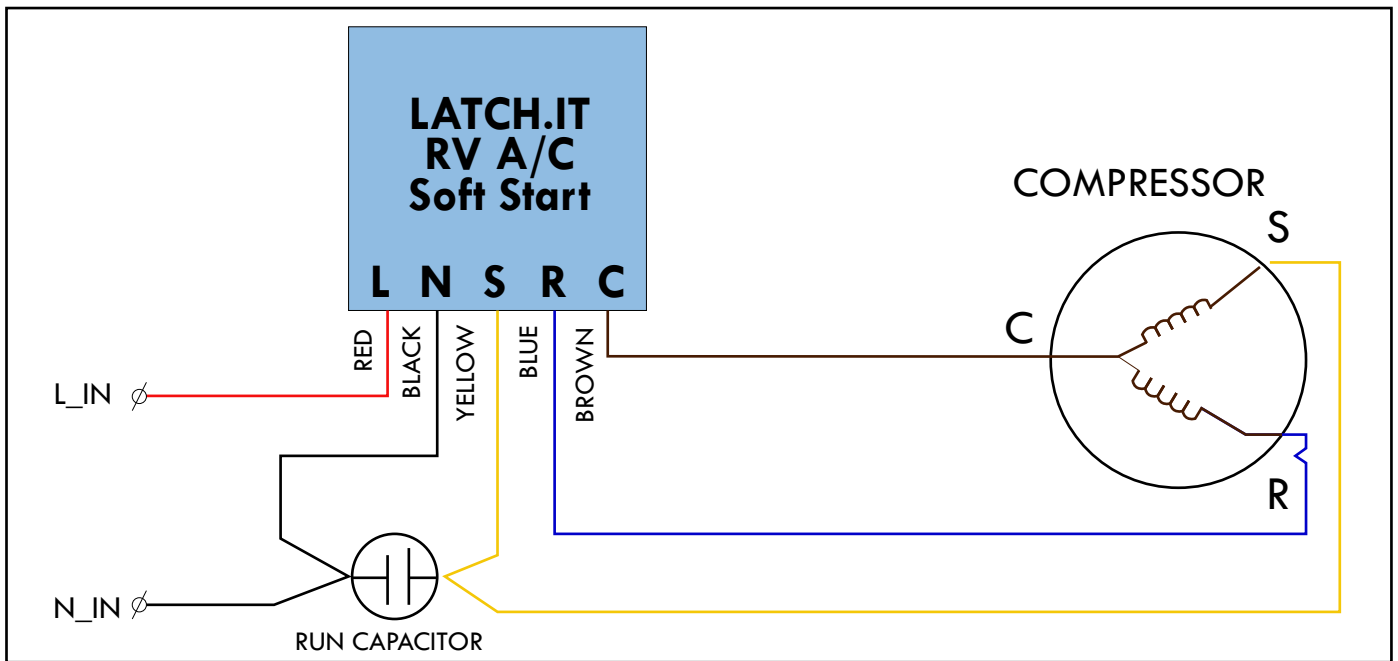 LATCH.IT
RV A/C
Soft Start
L N S R C
RED
BLACK
YELLOW
BLUE
BROWN
COMPRESSOR
S
C
R
L_IN
N_IN
RUN CAPACITOR